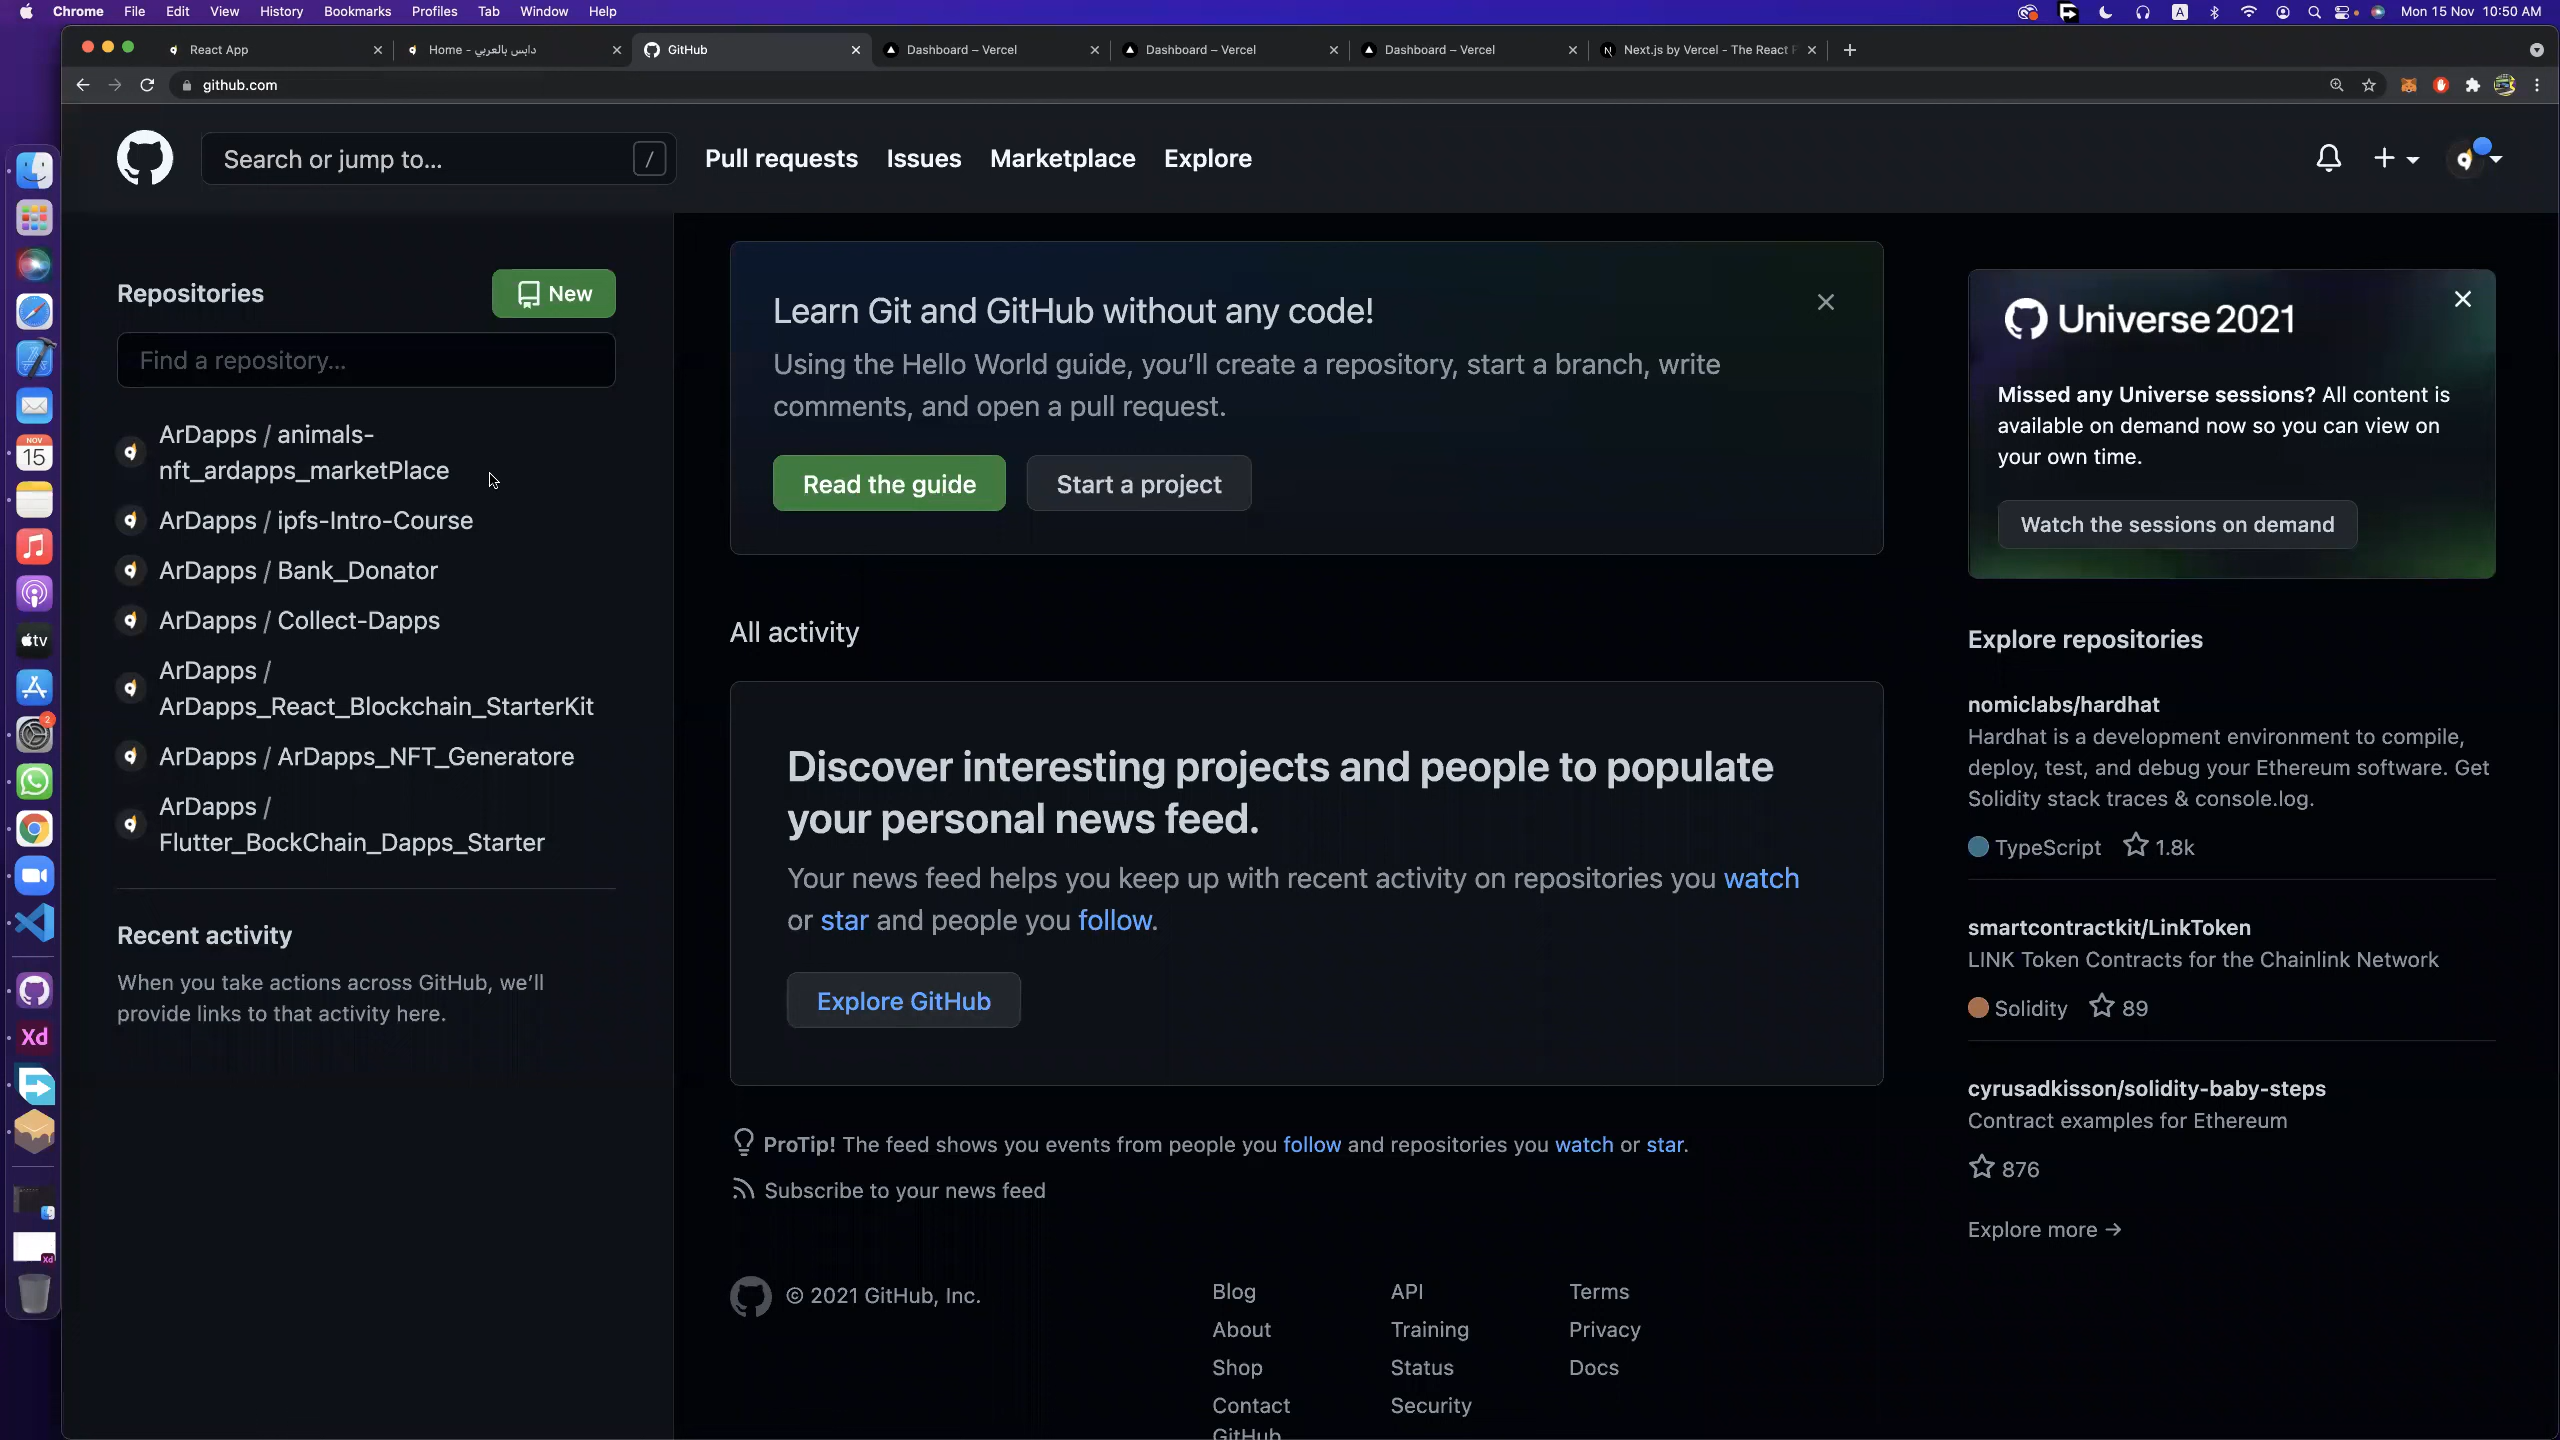 Chrome File Edit View History Bookmarks Profiles Tab Window Help
A
Mon 15 Nov 10:50 AM
React App
Home - دابس بالعربي
GitHub
Dashboard – Vercel
Dashboard – Vercel
Dashboard – Vercel
Next.js by Vercel - The React
github.com
Search or jump to...
/
Pull requests
Issues
Marketplace
Explore
Repositories
New
Find a repository...
ArDapps / animals-
nft_ardapps_marketPlace
ArDapps / ipfs-Intro-Course
ArDapps / Bank_Donator
ArDapps / Collect-Dapps
ArDapps /
ArDapps_React_Blockchain_StarterKit
ArDapps / ArDapps_NFT_Generatore
ArDapps /
Flutter_BockChain_Dapps_Starter
Recent activity
When you take actions across GitHub, we’ll
provide links to that activity here.
Learn Git and GitHub without any code!
Using the Hello World guide, you’ll create a repository, start a branch, write
comments, and open a pull request.
Read the guide
Start a project
All activity
Discover interesting projects and people to populate
your personal news feed.
Your news feed helps you keep up with recent activity on repositories you watch
or star and people you follow.
Explore GitHub
ProTip! The feed shows you events from people you follow and repositories you watch or star.
Subscribe to your news feed
© 2021 GitHub, Inc.
Blog
About
Shop
Contact
GitHub
API
Training
Status
Security
Terms
Privacy
Docs
Universe 2021
Missed any Universe sessions? All content is
available on demand now so you can view on
your own time.
Watch the sessions on demand
Explore repositories
nomiclabs/hardhat
Hardhat is a development environment to compile,
deploy, test, and debug your Ethereum software. Get
Solidity stack traces & console.log.
TypeScript 1.8k
smartcontractkit/LinkToken
LINK Token Contracts for the Chainlink Network
Solidity 89
cyrusadkisson/solidity-baby-steps
Contract examples for Ethereum
876
Explore more →
NOV
15
tv
2
Xd
Xd